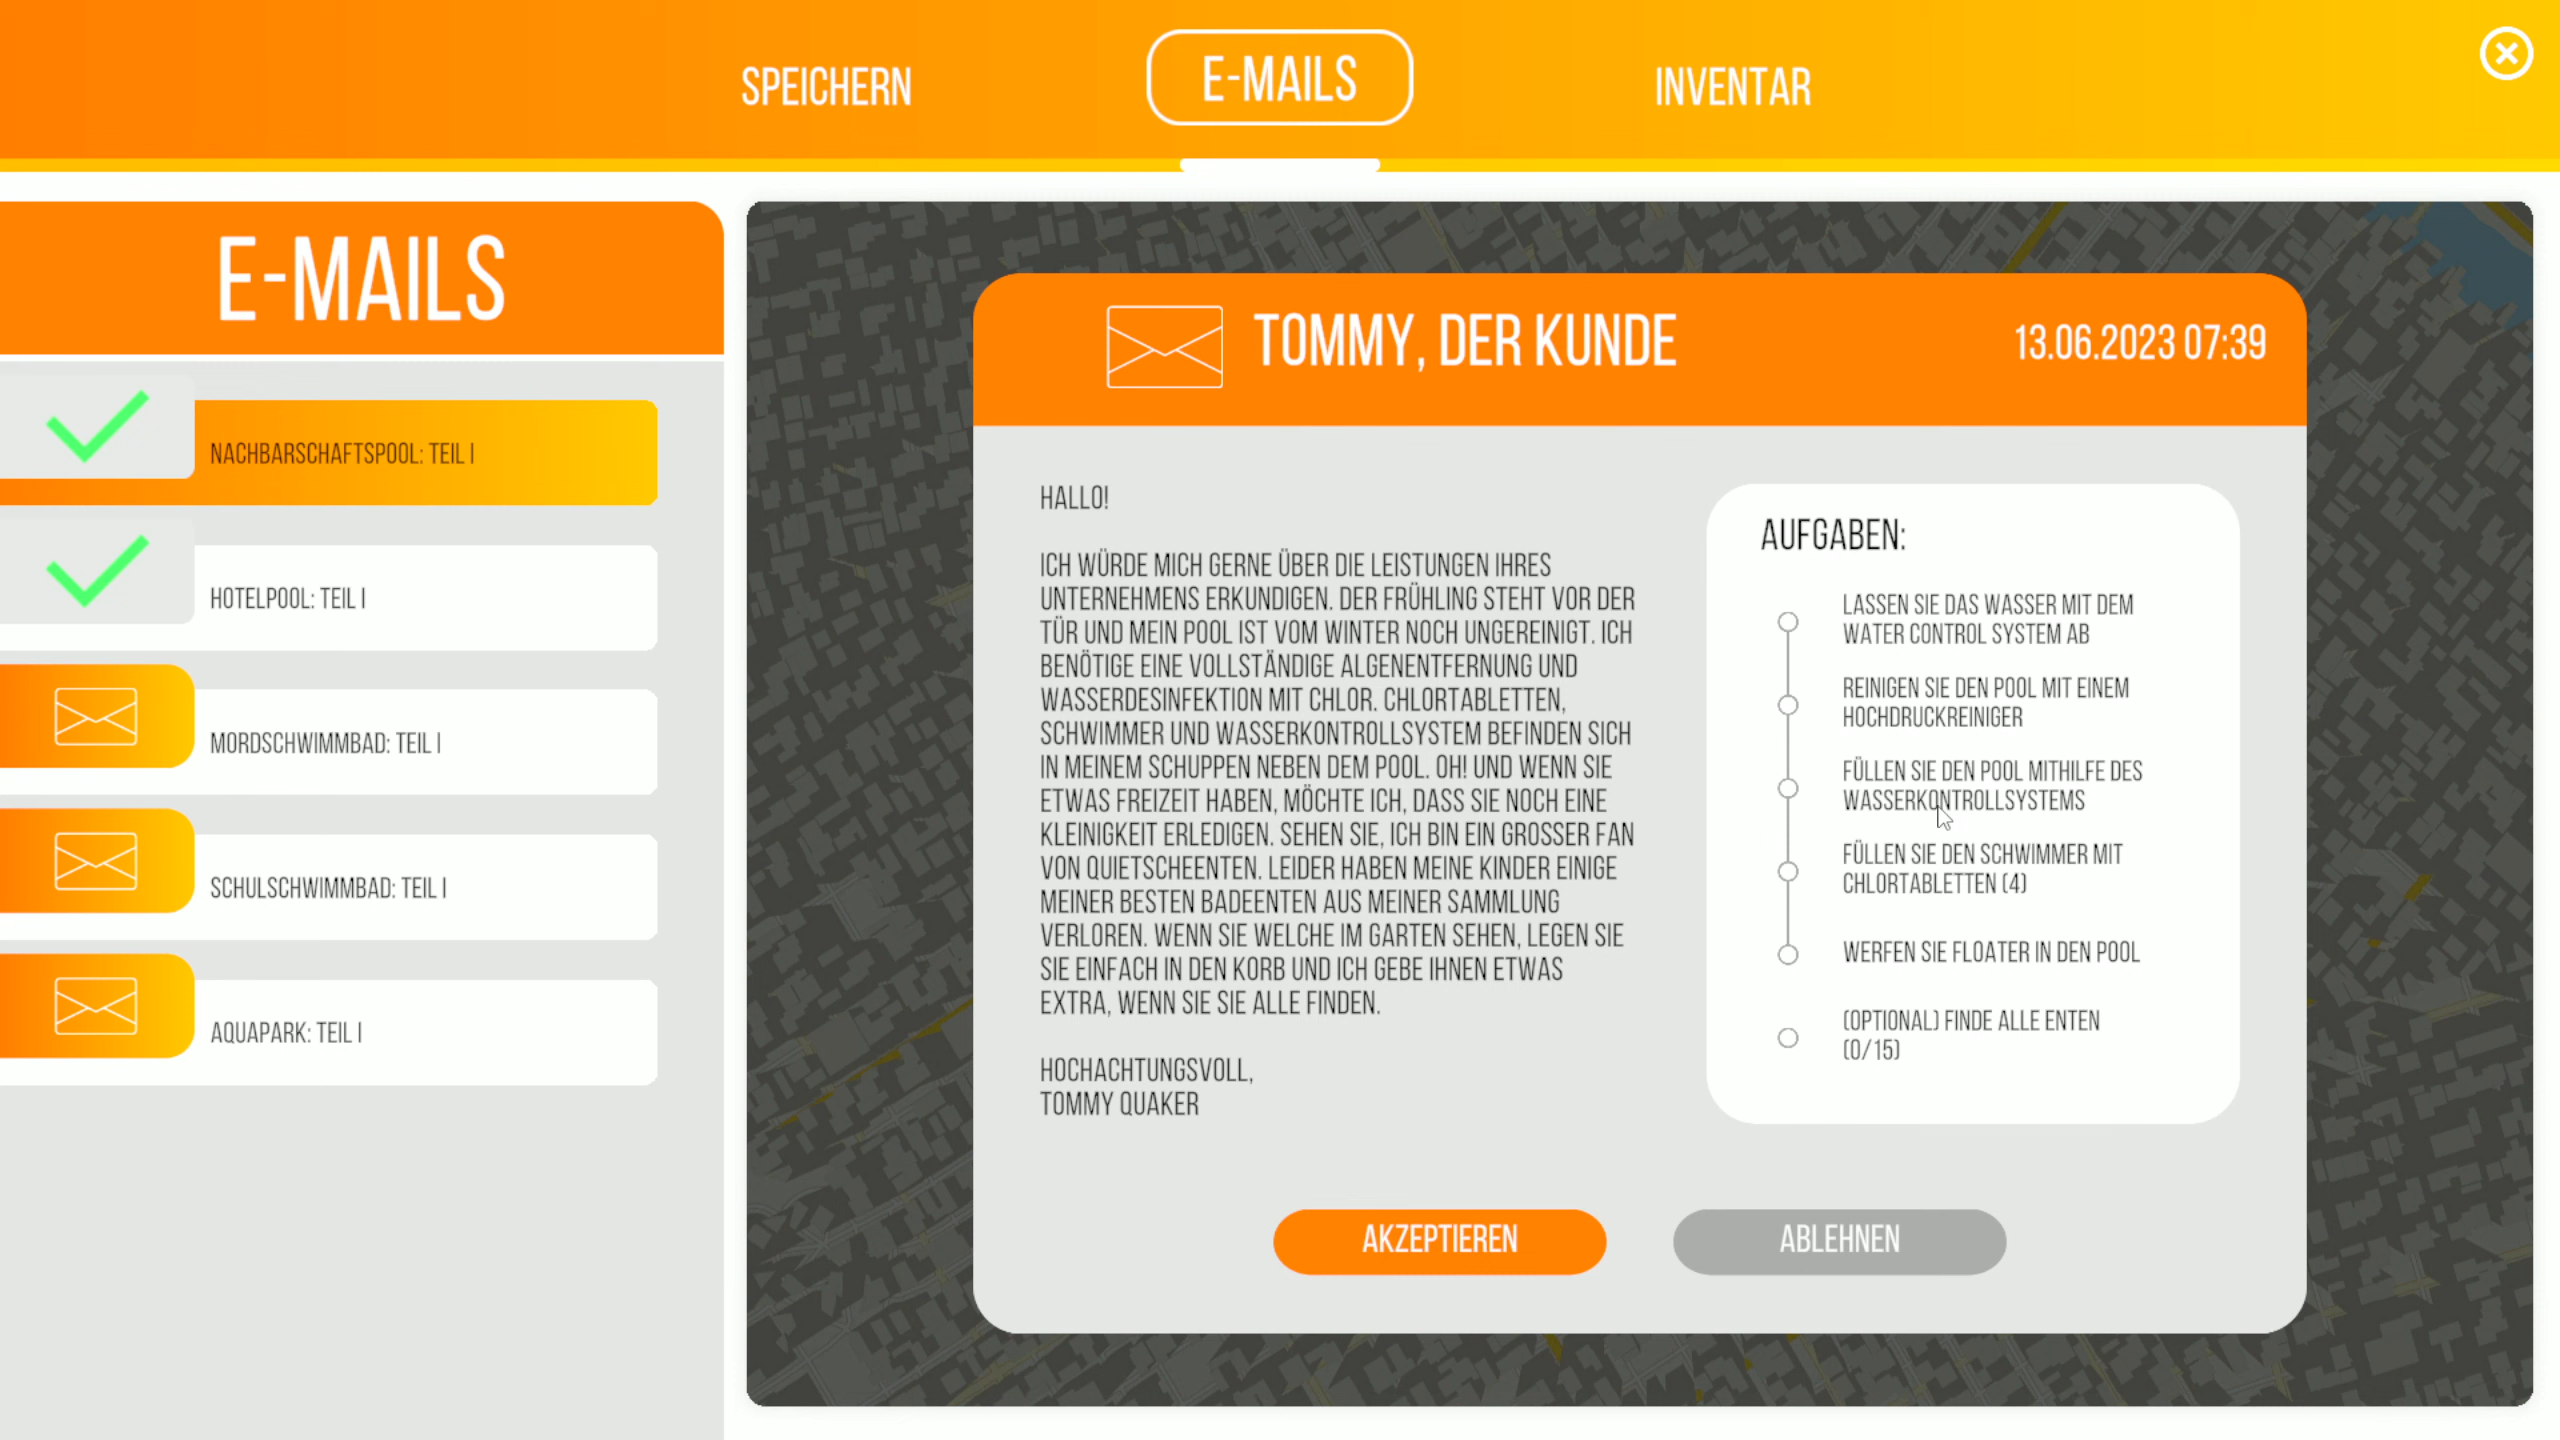 SPEICHERN
E-MAILS
INVENTAR
E-MAILS
NACHBARSCHAFTSPOOL: TEIL I
HOTELPOOL: TEIL I
MORDSCHWIMMBAD: TEIL I
SCHULSCHWIMMBAD: TEIL I
AQUAPARK: TEIL I
TOMMY, DER KUNDE
13.06.2023 07:39
HALLO!
ICH WÜRDE MICH GERNE ÜBER DIE LEISTUNGEN IHRES
UNTERNEHMENS ERKUNDIGEN. DER FRÜHLING STEHT VOR DER
TÜR UND MEIN POOL IST VOM WINTER NOCH UNGEREINIGT. ICH
BENÖTIGE EINE VOLLSTÄNDIGE ALGENENTFERNUNG UND
WASSERDESINFEKTION MIT CHLOR. CHLORTABLETTEN,
SCHWIMMER UND WASSERKONTROLLSYSTEM BEFINDEN SICH
IN MEINEM SCHUPPEN NEBEN DEM POOL. OH! UND WENN SIE
ETWAS FREIZEIT HABEN, MÖCHTE ICH, DASS SIE NOCH EINE
KLEINIGKEIT ERLEDIGEN. SEHEN SIE, ICH BIN EIN GROSSER FAN
VON QUIETSCHEENTEN. LEIDER HABEN MEINE KINDER EINIGE
MEINER BESTEN BADEENTEN AUS MEINER SAMMLUNG
VERLOREN. WENN SIE WELCHE IM GARTEN SEHEN, LEGEN SIE
SIE EINFACH IN DEN KORB UND ICH GEBE IHNEN ETWAS
EXTRA, WENN SIE SIE ALLE FINDEN.
HOCHACHTUNGSVOLL,
TOMMY QUAKER
AUFGABEN:
LASSEN SIE DAS WASSER MIT DEM
WATER CONTROL SYSTEM AB
REINIGEN SIE DEN POOL MIT EINEM
HOCHDRUCKREINIGER
FÜLLEN SIE DEN POOL MITHILFE DES
WASSERKONTROLLSYSTEMS
FÜLLEN SIE DEN SCHWIMMER MIT
CHLORTABLETTEN (4)
WERFEN SIE FLOATER IN DEN POOL
(OPTIONAL) FINDE ALLE ENTEN
(0/15)
AKZEPTIEREN
ABLEHNEN